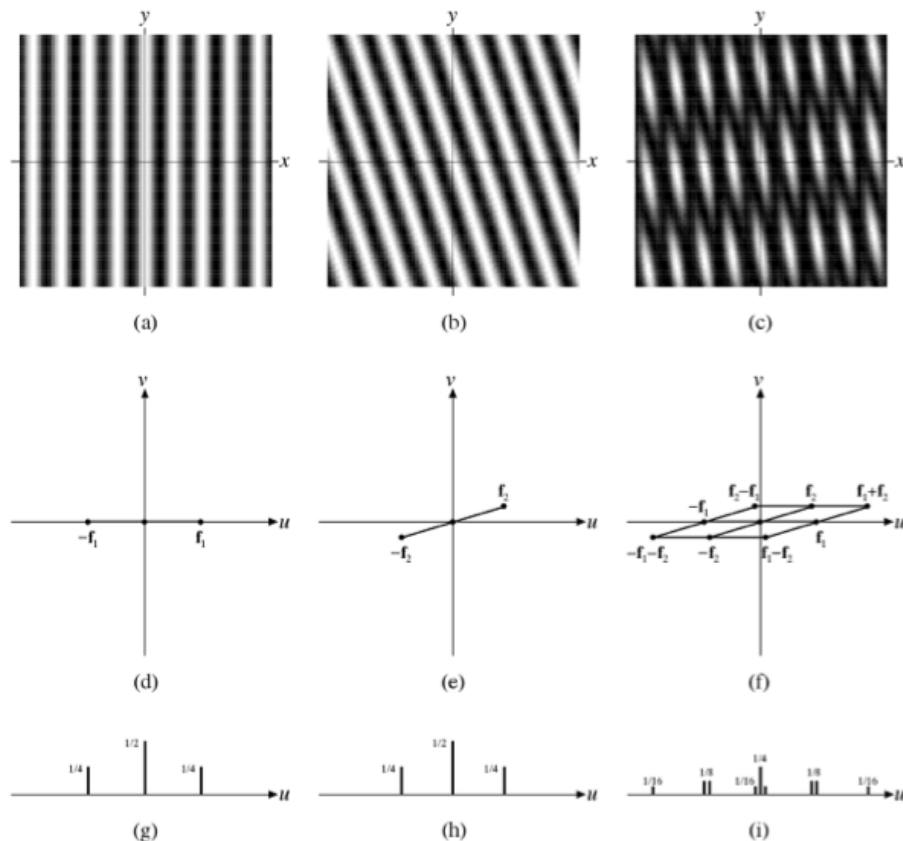 y y y
x x x
(a) (b) (c)
v v v
f₂ f₂−f₁ f₂ f₁+f₂
−f₁
u u u
−f₁ f₁ −f₂ −f₁−f₂ −f₂ f₁−f₂ f₁
(d) (e) (f)
1/2 1/2
1/4 1/4 1/4 1/4 1/16 1/8 1/16 1/4 1/8 1/16
u u u
(g) (h) (i)